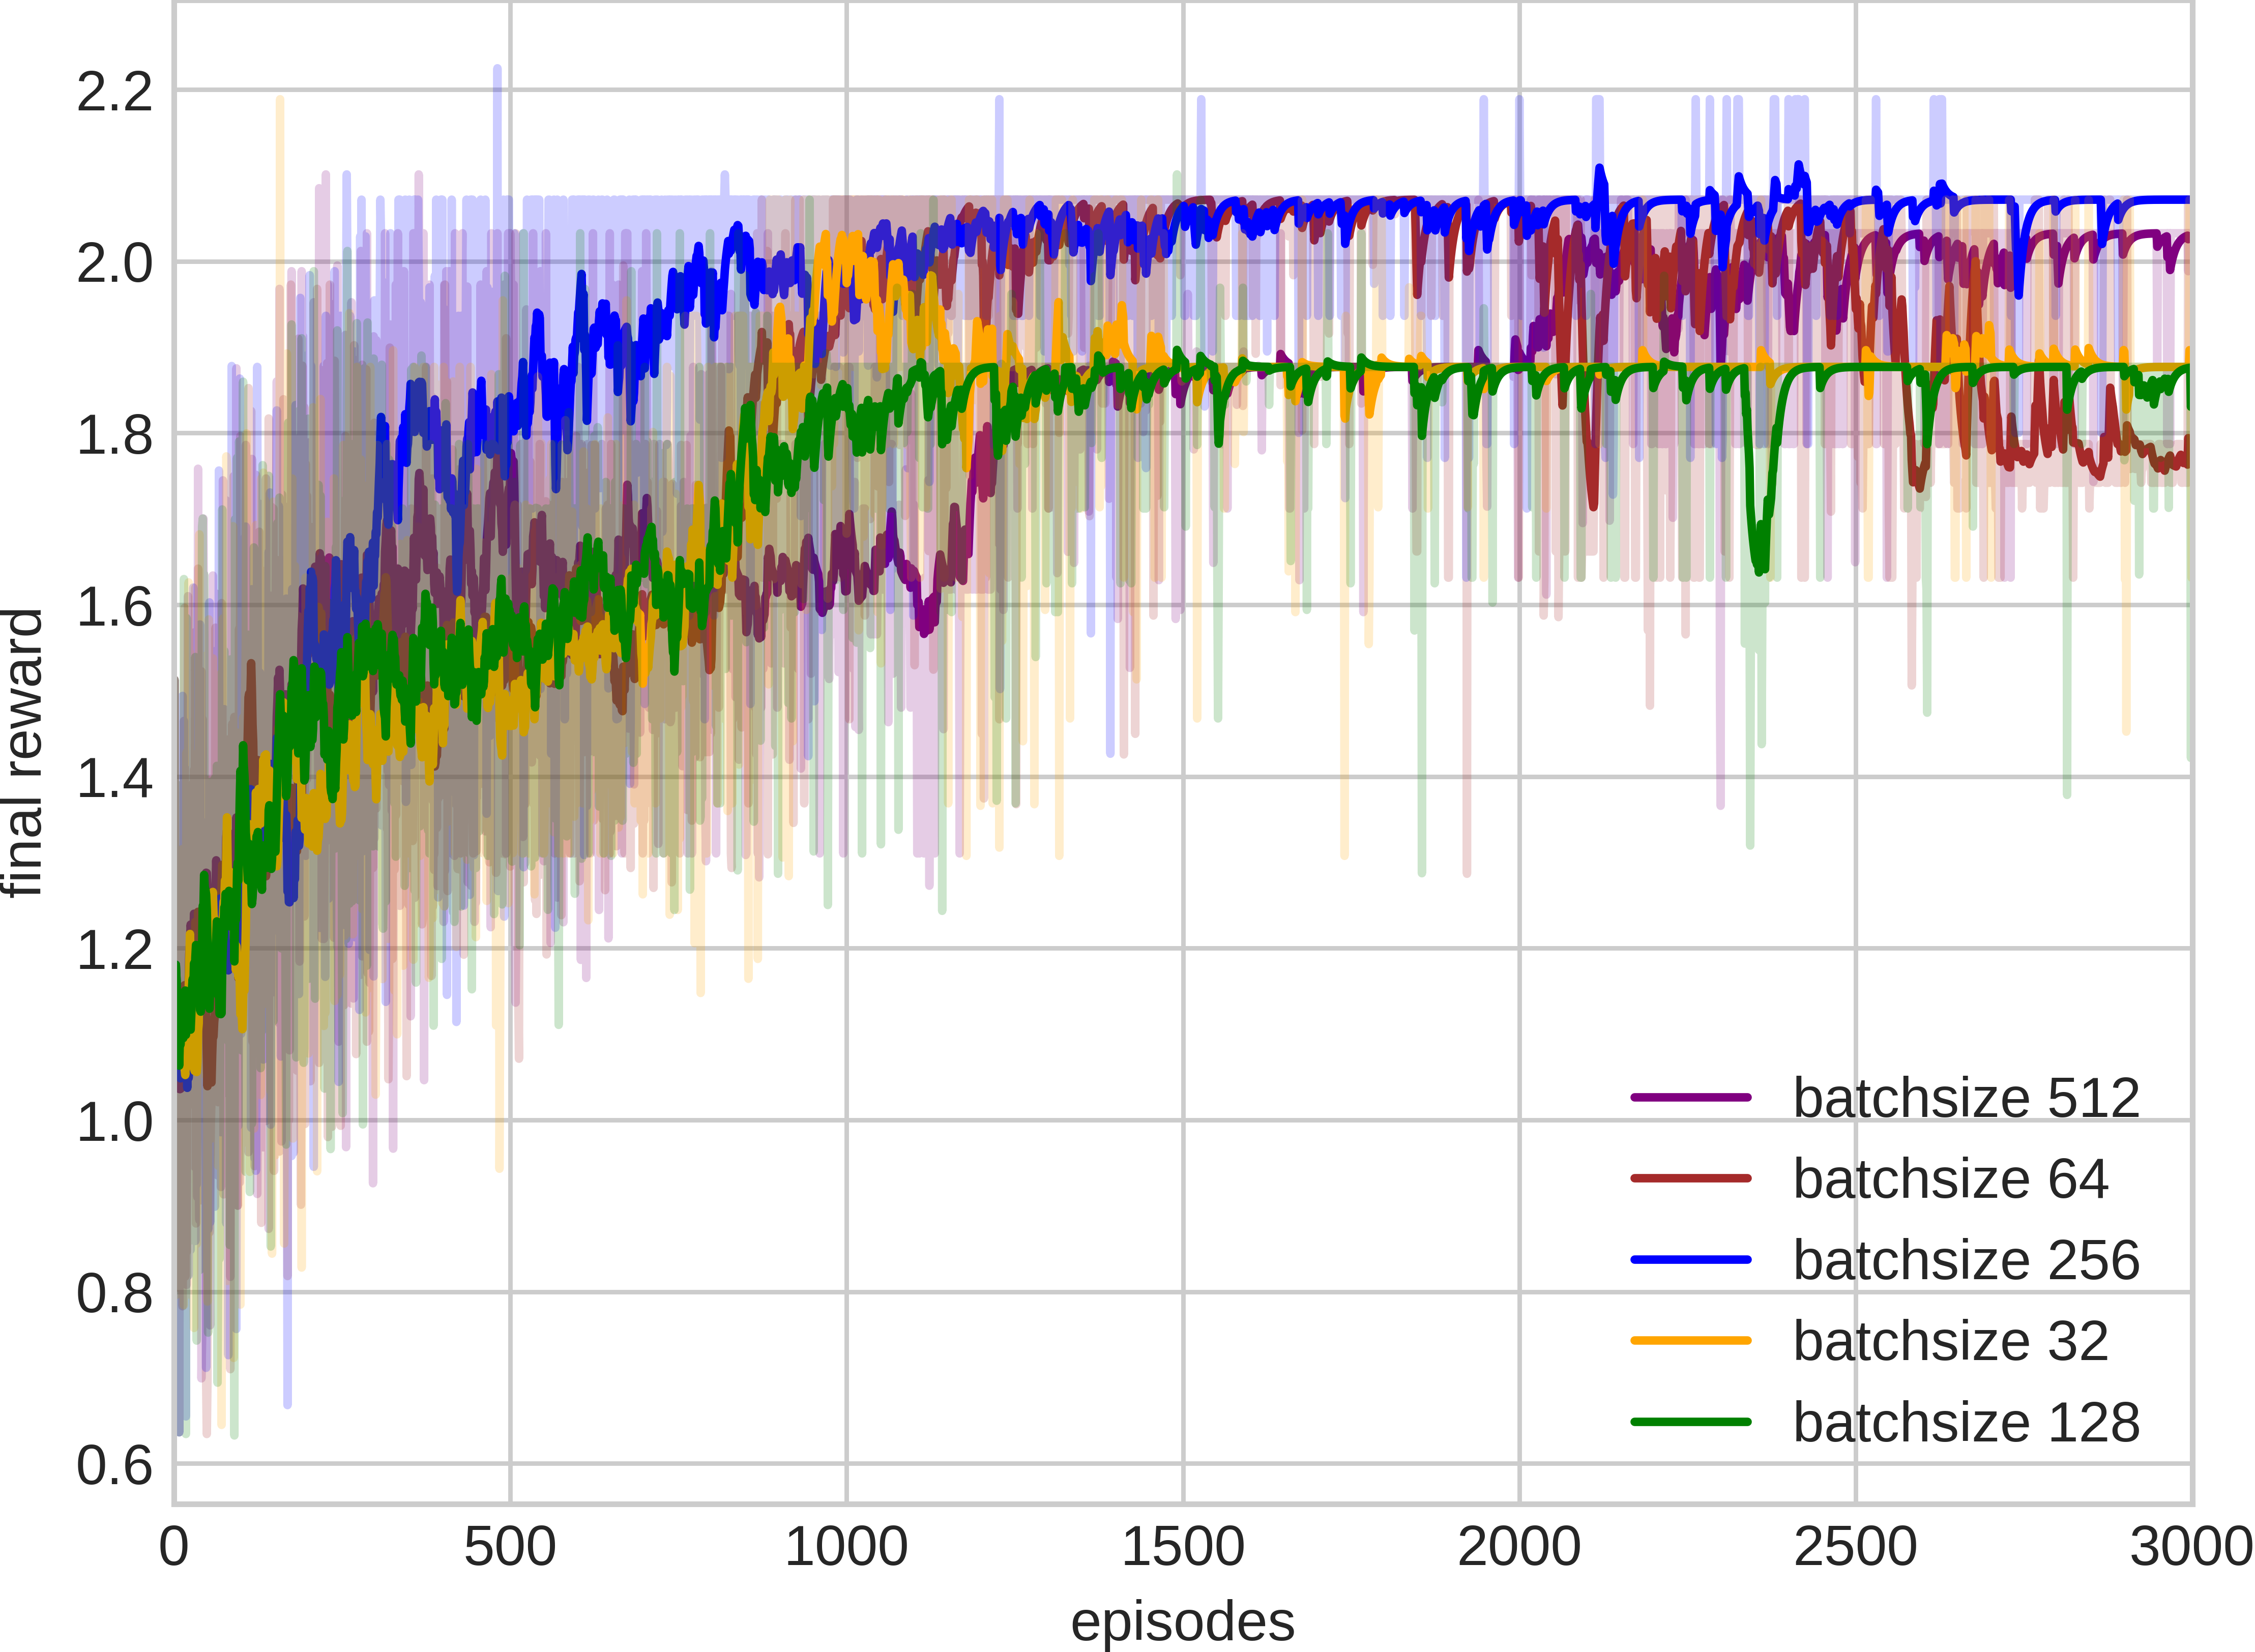 2.2
2.0
1.8
1.6
1.4
1.2
1.0
0.8
0.6
final reward
batchsize 512
batchsize 64
batchsize 256
batchsize 32
batchsize 128
0 500 1000 1500 2000 2500 3000
episodes